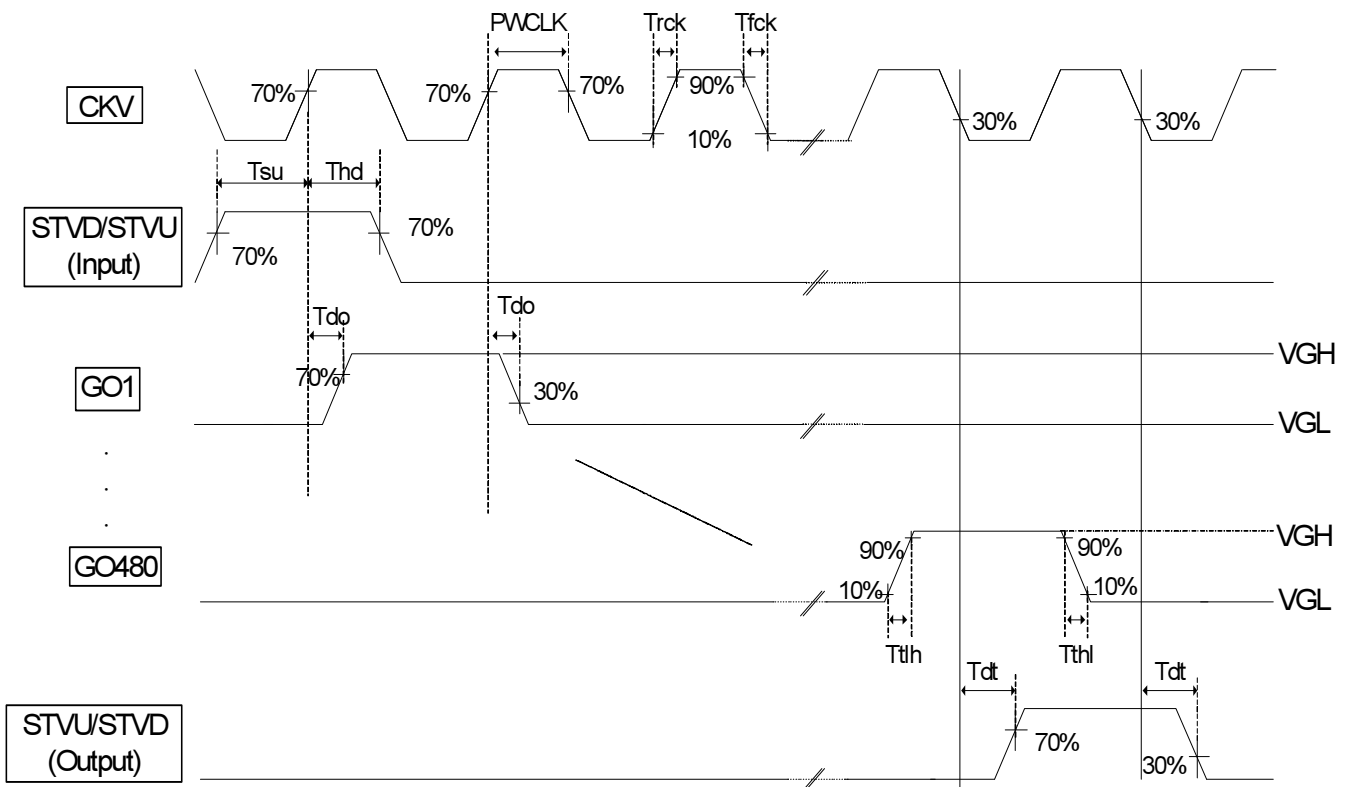 PWCLK Trck Tfck
CKV
70% 70% 70% 90% 10% 30% 30%
Tsu Thd
STVD/STVU
(Input)
70% 70%
Tdo Tdo
GO1
70% 30%
VGH
VGL
.
.
.
GO480
90% 90%
10% 10%
VGH
VGL
Ttlh Tthl
Tdt Tdt
STVU/STVD
(Output)
70% 30%